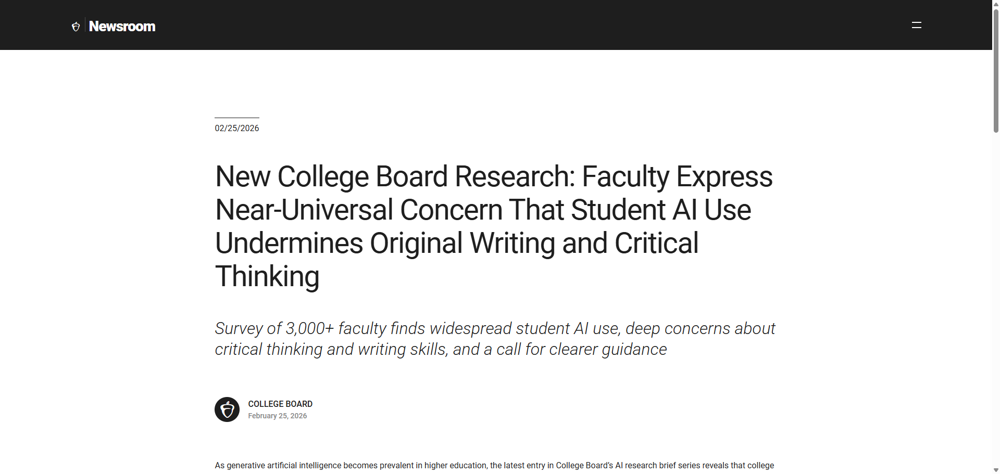 Newsroom
02/25/2026
New College Board Research: Faculty Express
Near-Universal Concern That Student AI Use
Undermines Original Writing and Critical
Thinking
Survey of 3,000+ faculty finds widespread student AI use, deep concerns about
critical thinking and writing skills, and a call for clearer guidance
COLLEGE BOARD
February 25, 2026
As generative artificial intelligence becomes prevalent in higher education, the latest entry in College Board’s AI research brief series reveals that college